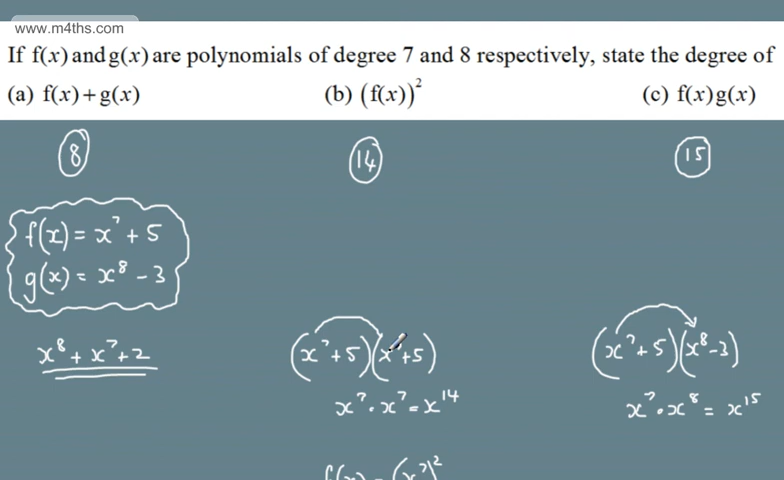 www.m4ths.com
If f(x) and g(x) are polynomials of degree 7 and 8 respectively, state the degree of
(a) f(x)+g(x) (b) (f(x))² (c) f(x)g(x)
8 14 15
f(x) = x⁷ + 5
g(x) = x⁸ - 3
x⁸ + x⁷ + 2 (x⁷ + 5)(x⁷ + 5) (x⁷ + 5)(x⁸ - 3)
x⁷ · x⁷ = x¹⁴ x⁷ · x⁸ = x¹⁵